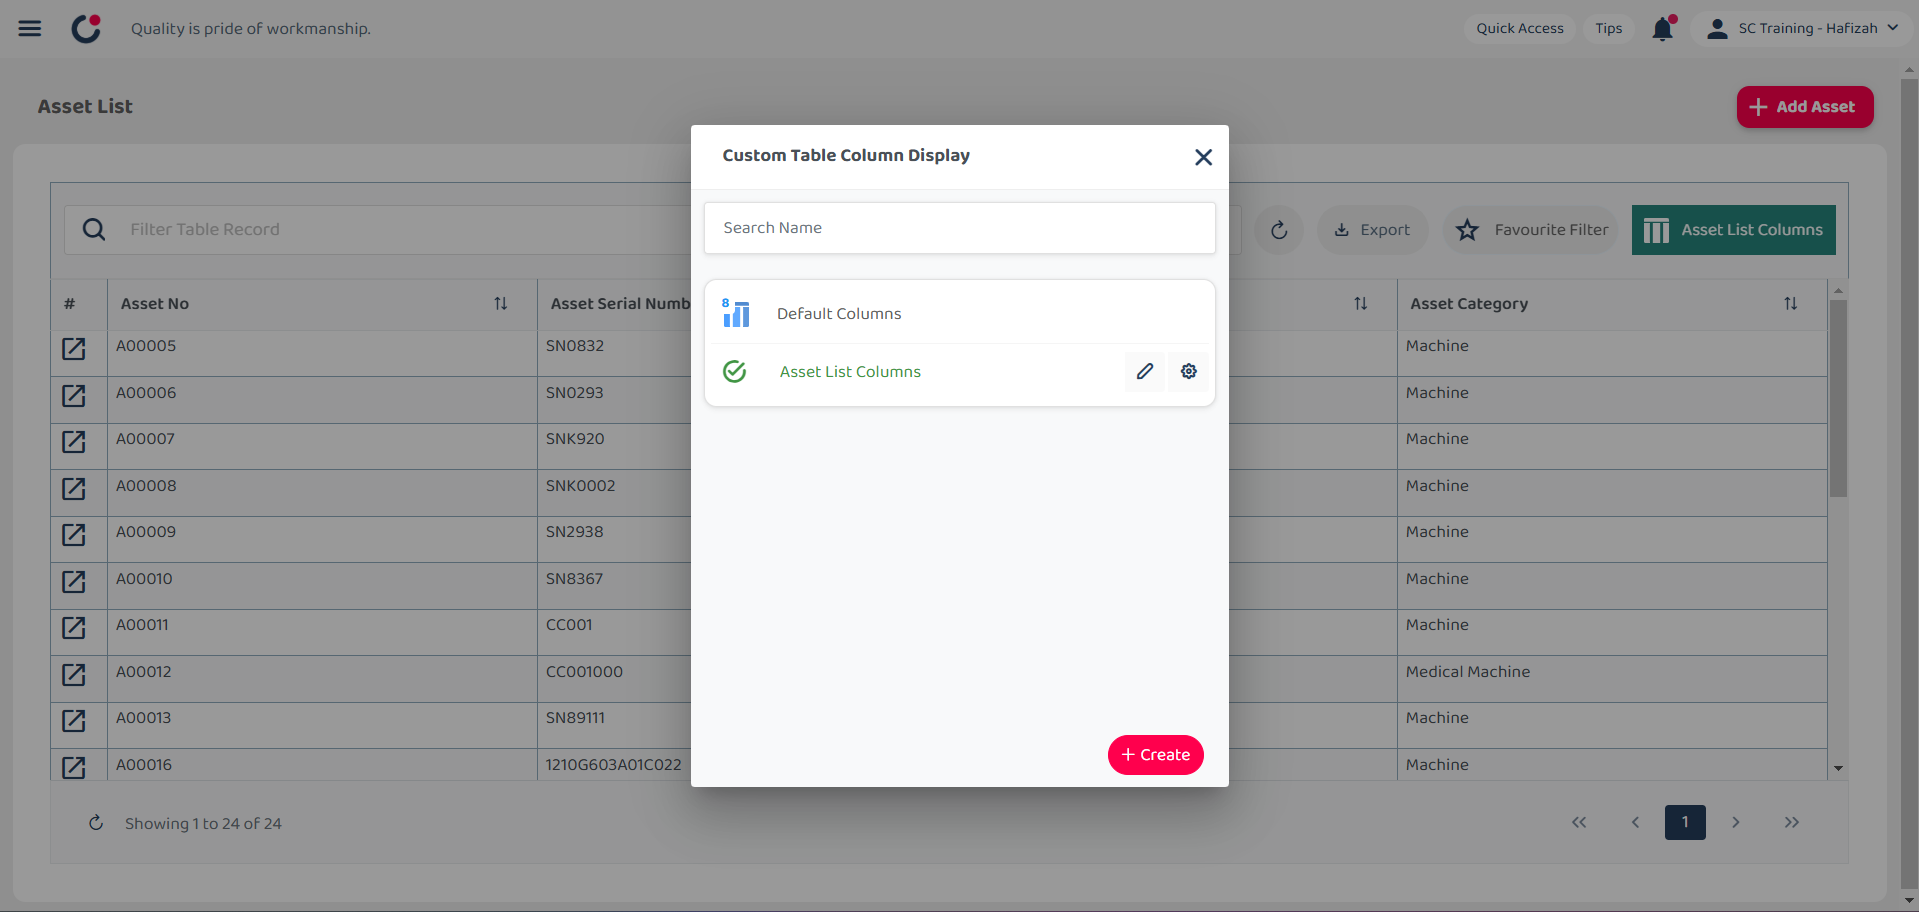 Quality is pride of workmanship.
Quick Access
Tips
SC Training - Hafizah
Asset List
Add Asset
Custom Table Column Display
Filter Table Record
Search Name
Export
Favourite Filter
Asset List Columns
# Asset No Asset Serial Numb Asset Category
8 Default Columns
Asset List Columns
A00005 SN0832 Machine
A00006 SN0293 Machine
A00007 SNK920 Machine
A00008 SNK0002 Machine
A00009 SN2938 Machine
A00010 SN8367 Machine
A00011 CC001 Machine
A00012 CC001000 Medical Machine
A00013 SN89111 Machine
A00016 1210G603A01C022 Machine
Create
Showing 1 to 24 of 24
1